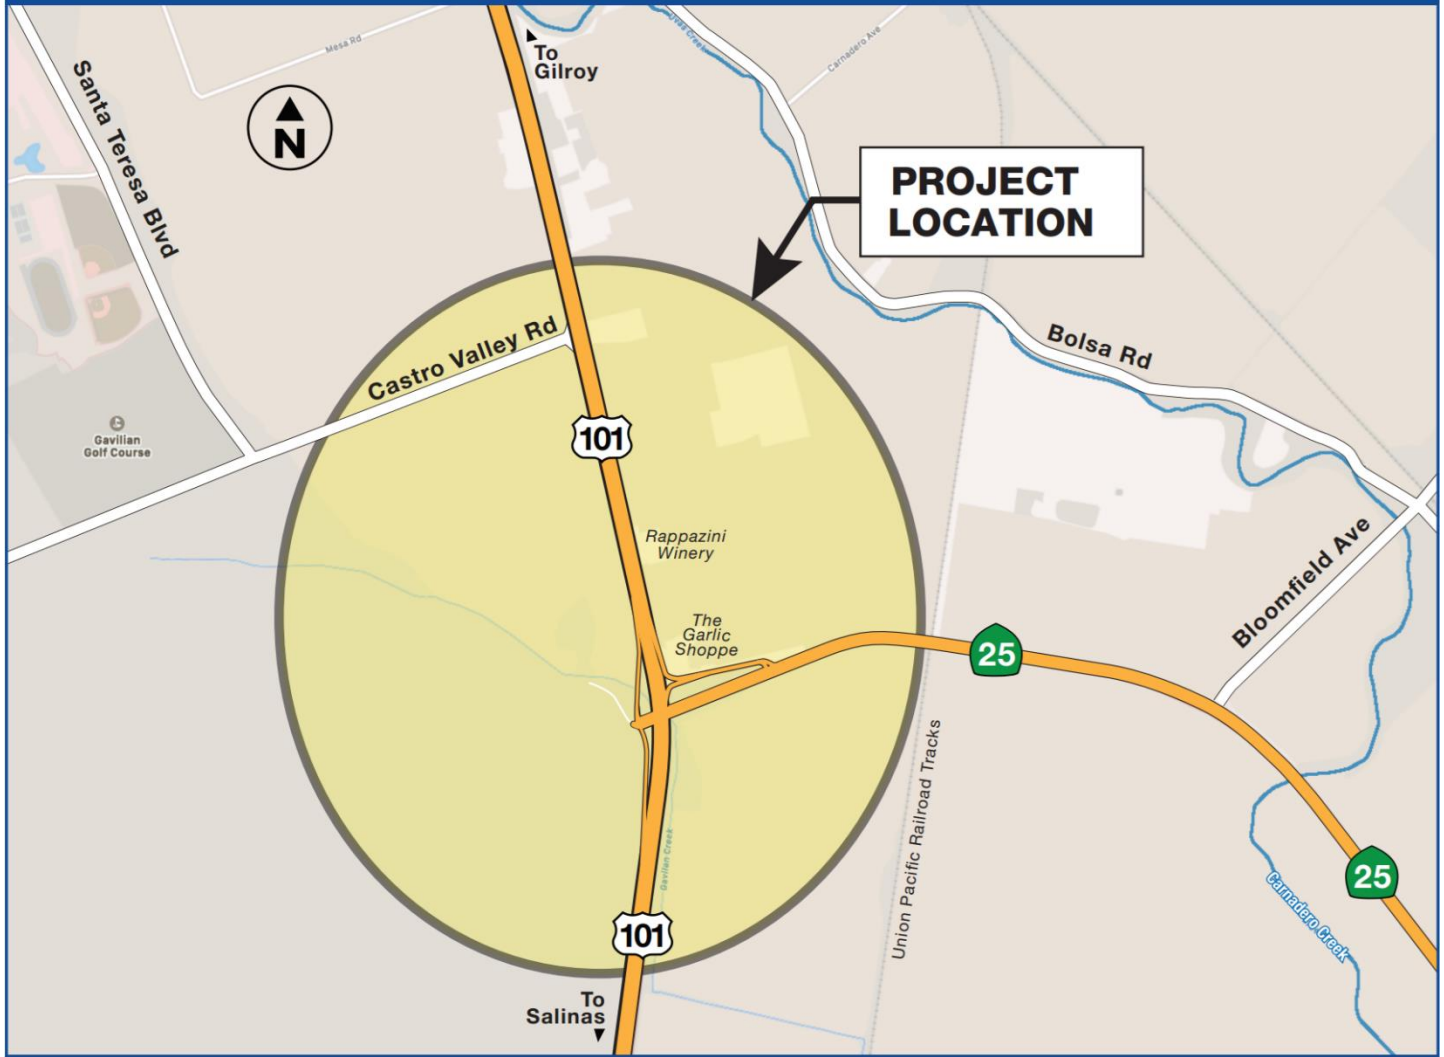 Mesa Rd
To
Gilroy
Carnadero Ave
Santa Teresa Blvd
N
PROJECT
LOCATION
Castro Valley Rd
Bolsa Rd
101
Gavilian
Golf Course
Rappazini
Winery
Bloomfield Ave
The
Garlic
Shoppe
25
Union Pacific Railroad Tracks
Gavilan Creek
25
Carnadero Creek
101
To
Salinas